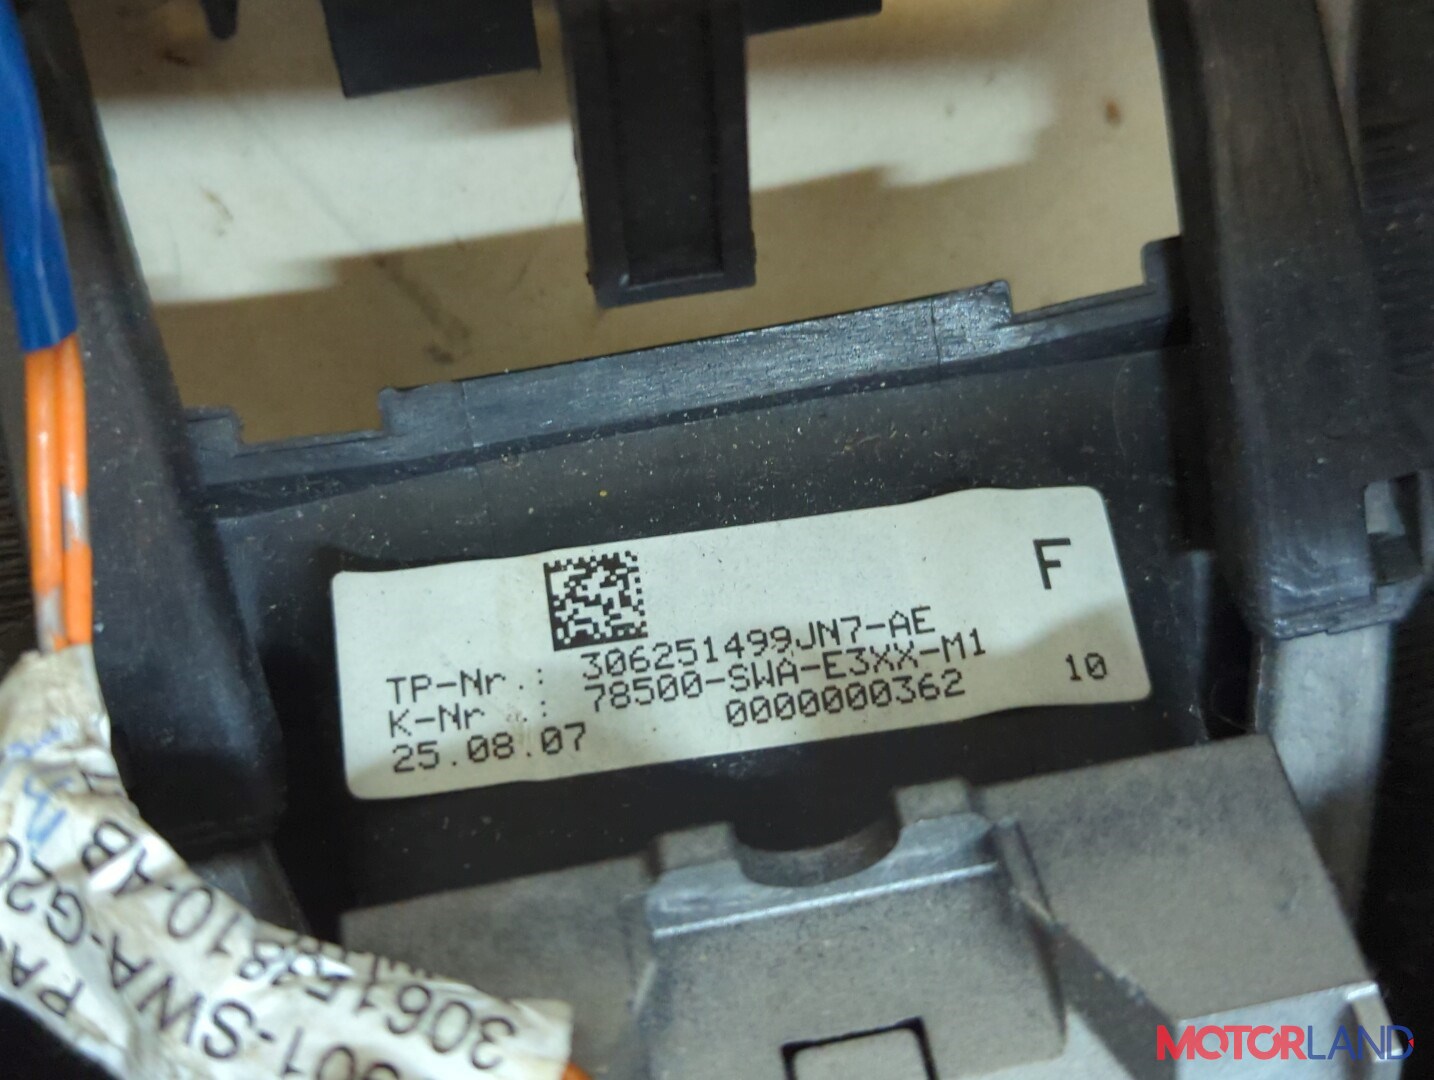 F
TP-Nr.: 306251499JN7-AE
K-Nr.: 78500-SWA-E3XX-M1
25.08.07 0000000362 10
MOTORLAND